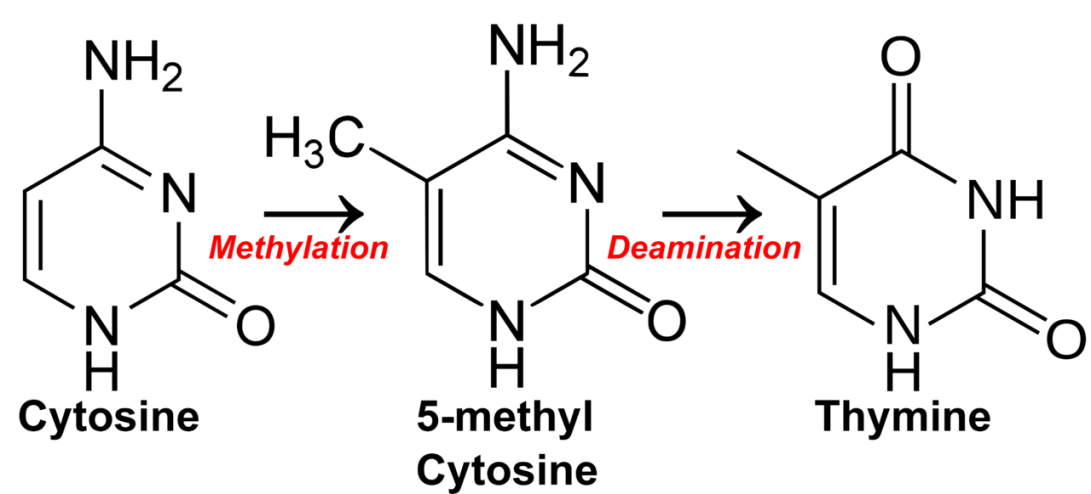 NH₂
N
N
H
O
Cytosine
Methylation
NH₂
H₃C
N
N
H
O
5-methyl
Cytosine
Deamination
O
NH
N
H
O
Thymine